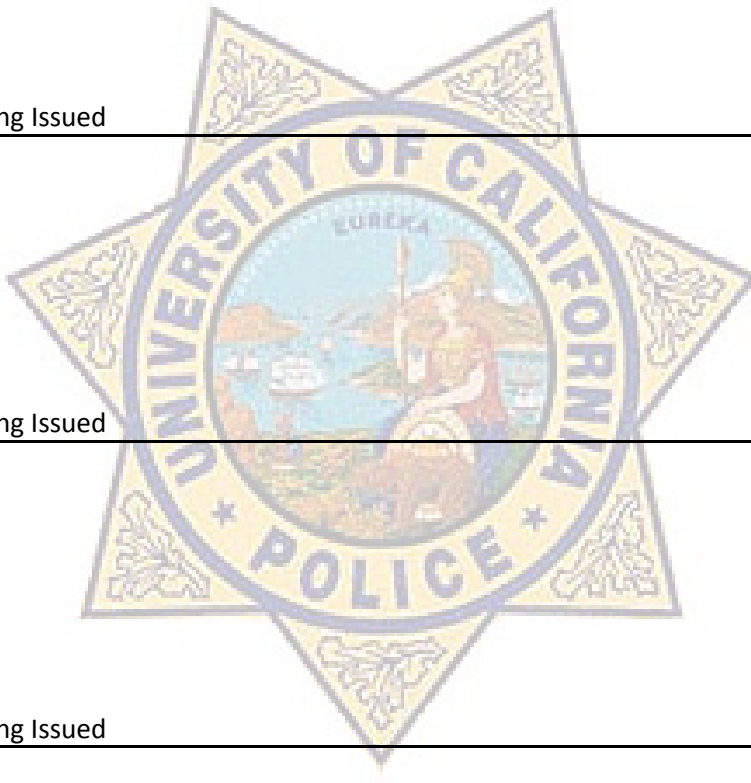 ng Issued
UNIVERSITY OF CALIFORNIA
EUREKA
ng Issued
* POLICE *
ng Issued